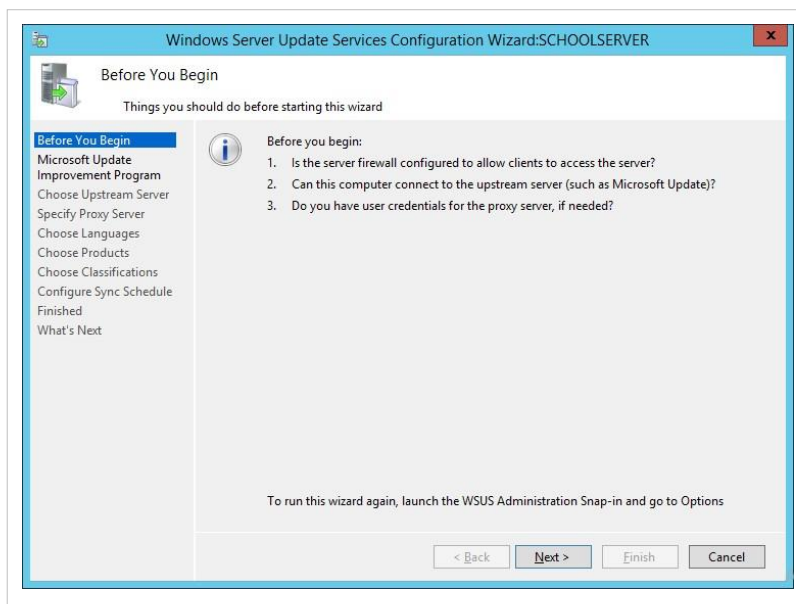 Windows Server Update Services Configuration Wizard:SCHOOLSERVER
x
Before You Begin
Things you should do before starting this wizard
Before You Begin
Microsoft Update
Improvement Program
Choose Upstream Server
Specify Proxy Server
Choose Languages
Choose Products
Choose Classifications
Configure Sync Schedule
Finished
What's Next
Before you begin:
1. Is the server firewall configured to allow clients to access the server?
2. Can this computer connect to the upstream server (such as Microsoft Update)?
3. Do you have user credentials for the proxy server, if needed?
To run this wizard again, launch the WSUS Administration Snap-in and go to Options
< Back
Next >
Finish
Cancel